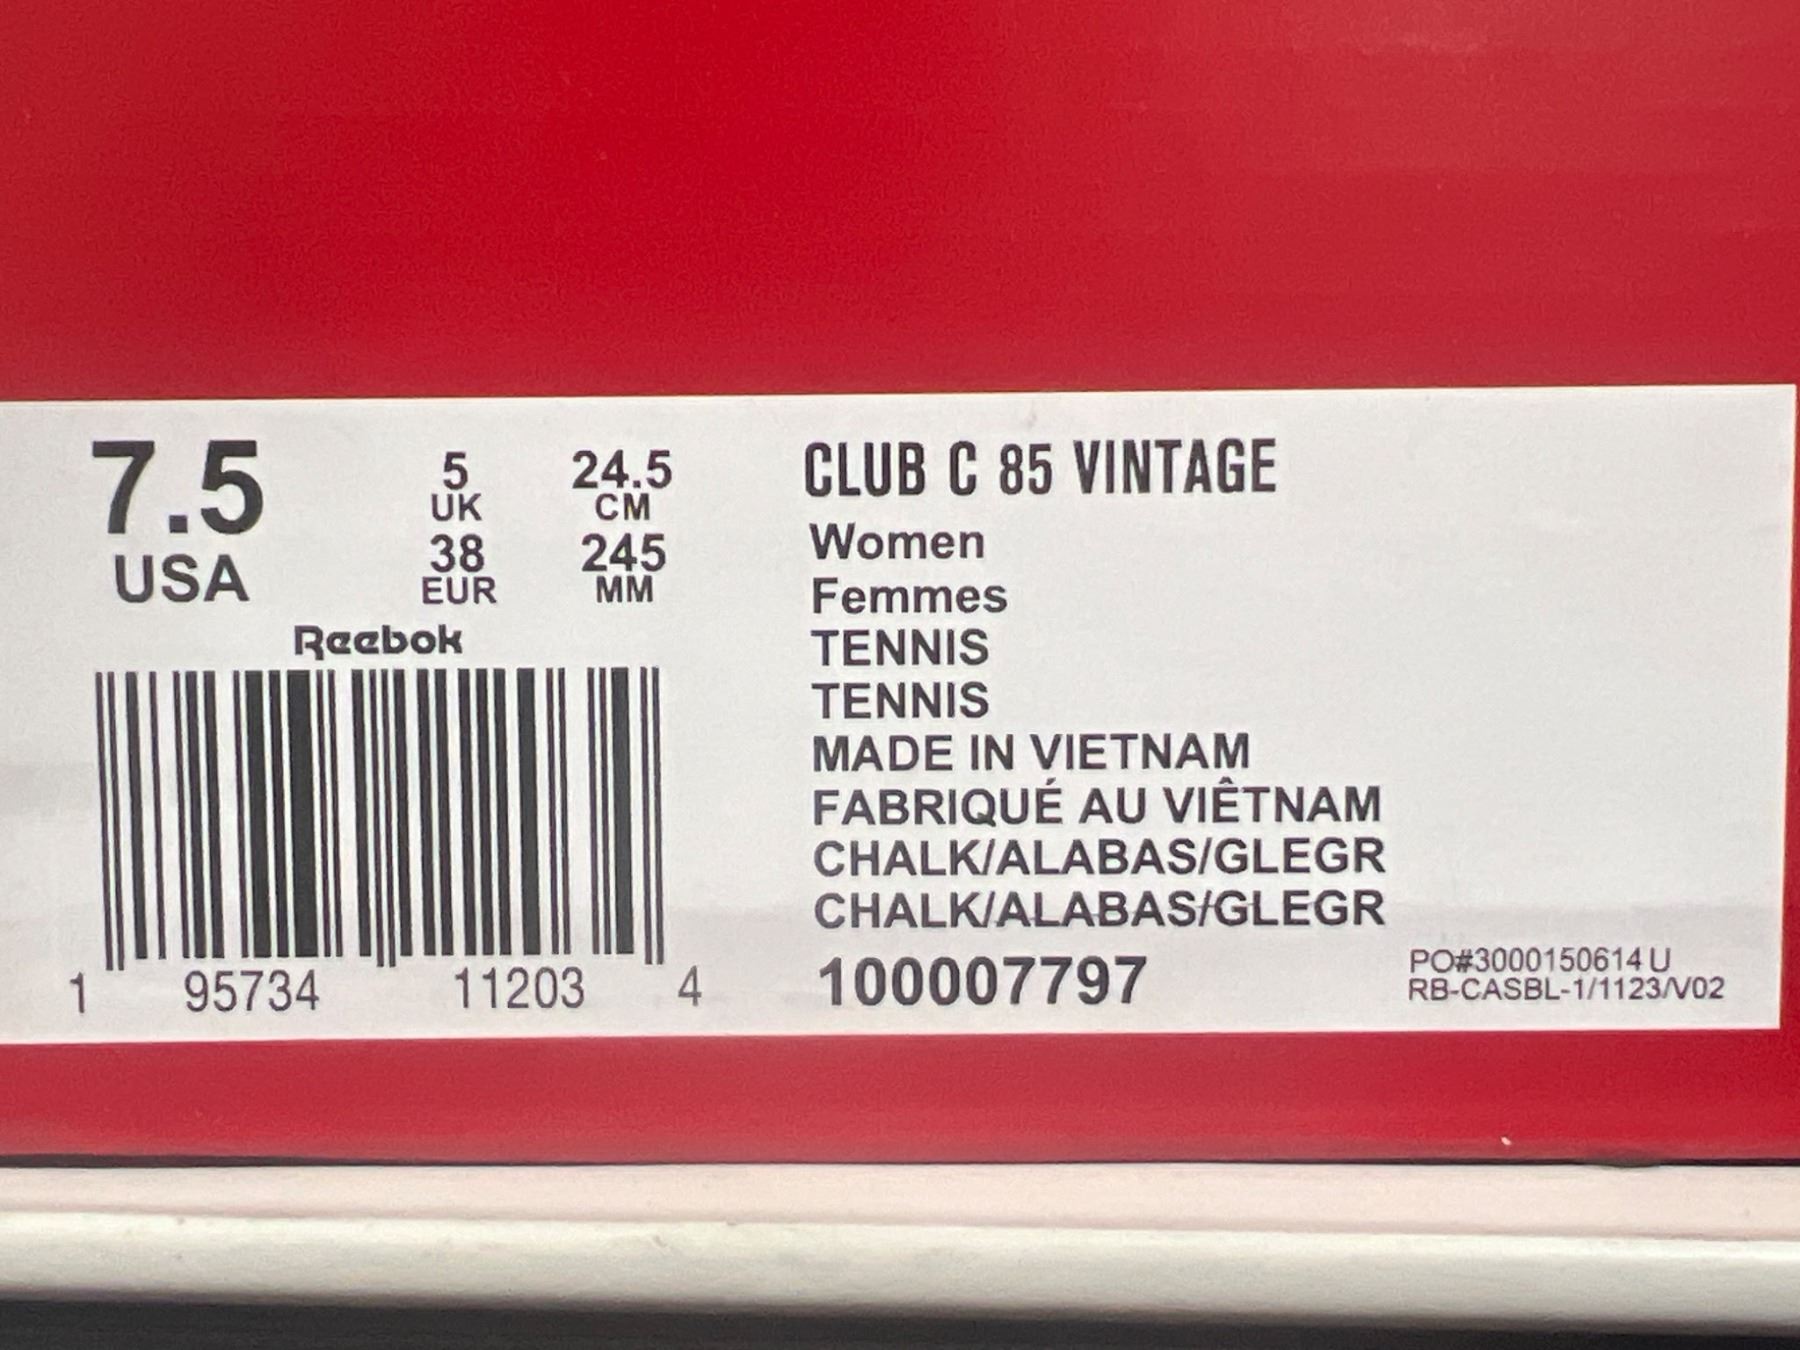 7.5
USA
5
UK
38
EUR
24.5
CM
245
MM
Reebok
1 95734 11203 4
CLUB C 85 VINTAGE
Women
Femmes
TENNIS
TENNIS
MADE IN VIETNAM
FABRIQUÉ AU VIÊTNAM
CHALK/ALABAS/GLEGR
CHALK/ALABAS/GLEGR
100007797
PO#3000150614 U
RB-CASBL-1/1123/V02